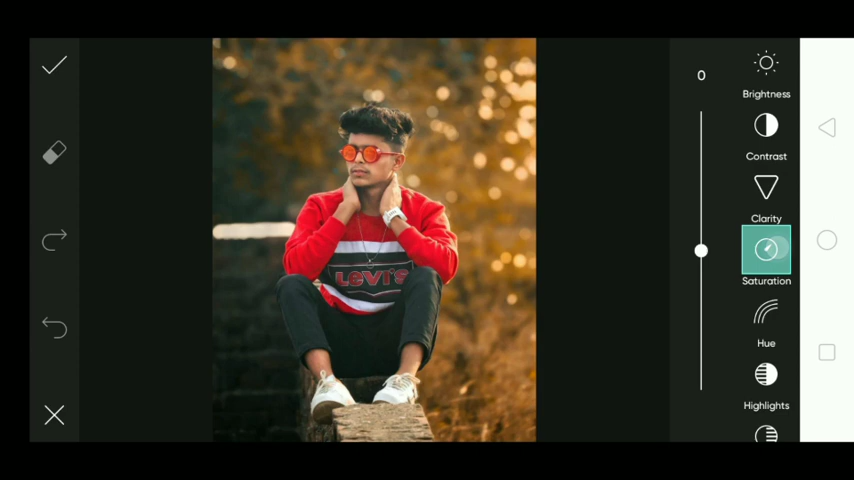 0
Brightness
Contrast
Clarity
Saturation
Hue
Highlights
LEVI'S